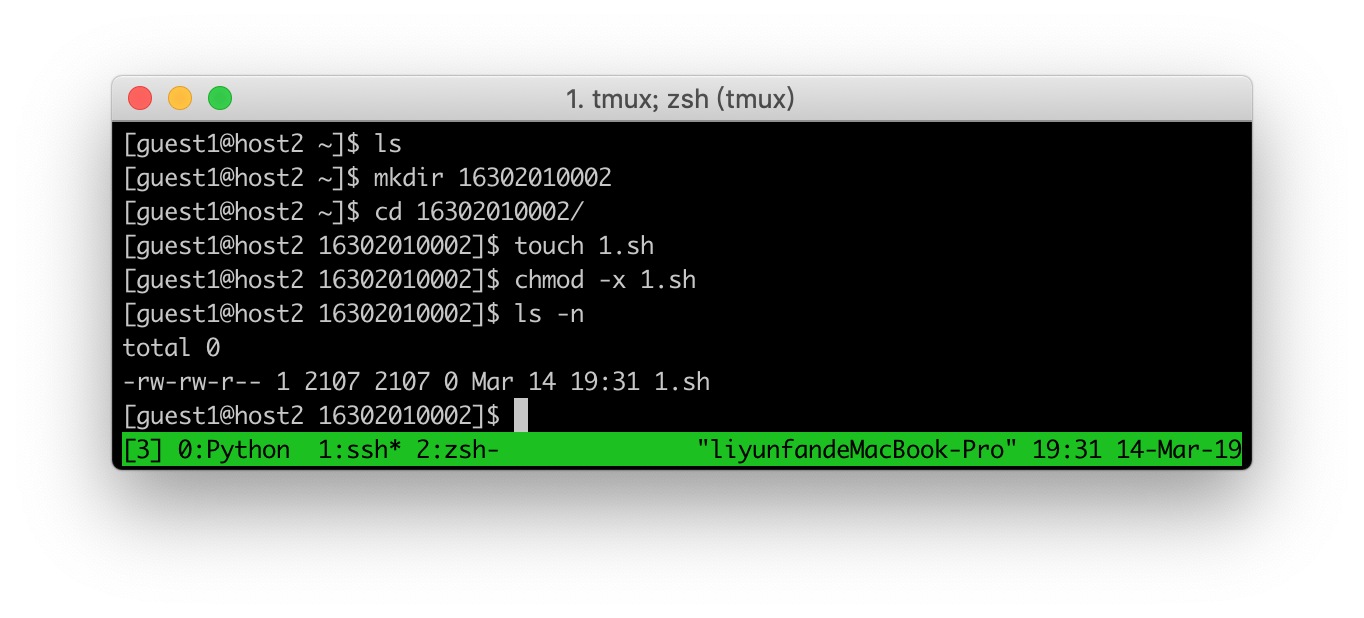 1. tmux; zsh (tmux)
[guest1@host2 ~]$ ls
[guest1@host2 ~]$ mkdir 16302010002
[guest1@host2 ~]$ cd 16302010002/
[guest1@host2 16302010002]$ touch 1.sh
[guest1@host2 16302010002]$ chmod -x 1.sh
[guest1@host2 16302010002]$ ls -n
total 0
-rw-rw-r-- 1 2107 2107 0 Mar 14 19:31 1.sh
[guest1@host2 16302010002]$
[3] 0:Python  1:ssh* 2:zsh-              "liyunfandeMacBook-Pro" 19:31 14-Mar-19